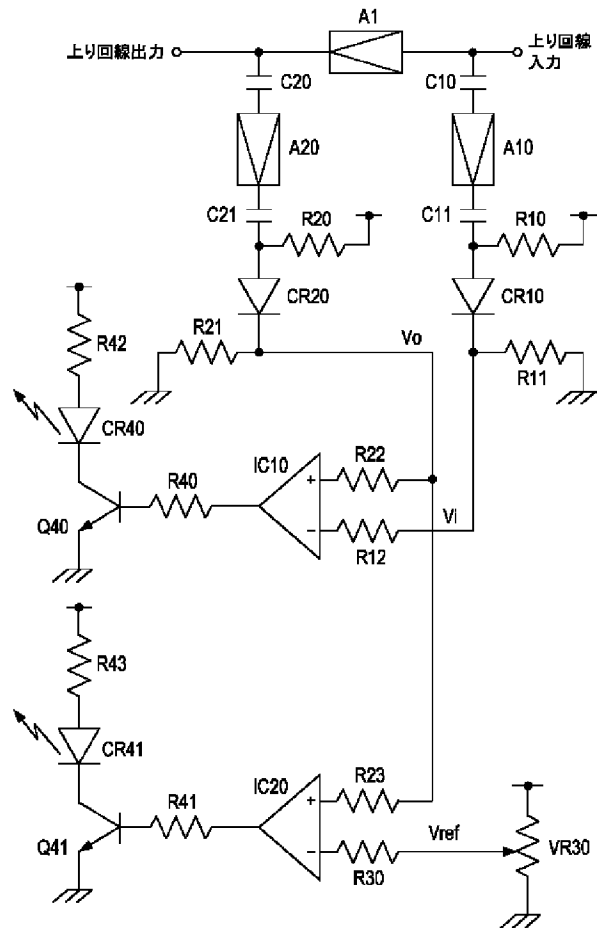 A1
上り回線出力
上り回線
入力
C20
C10
A20
A10
C21
R20
C11
R10
CR20
CR10
R21
Vo
R11
R42
CR40
IC10
R22
R40
+
Q40
−
Vi
R12
R43
CR41
IC20
R23
R41
+
Q41
−
Vref
R30
VR30